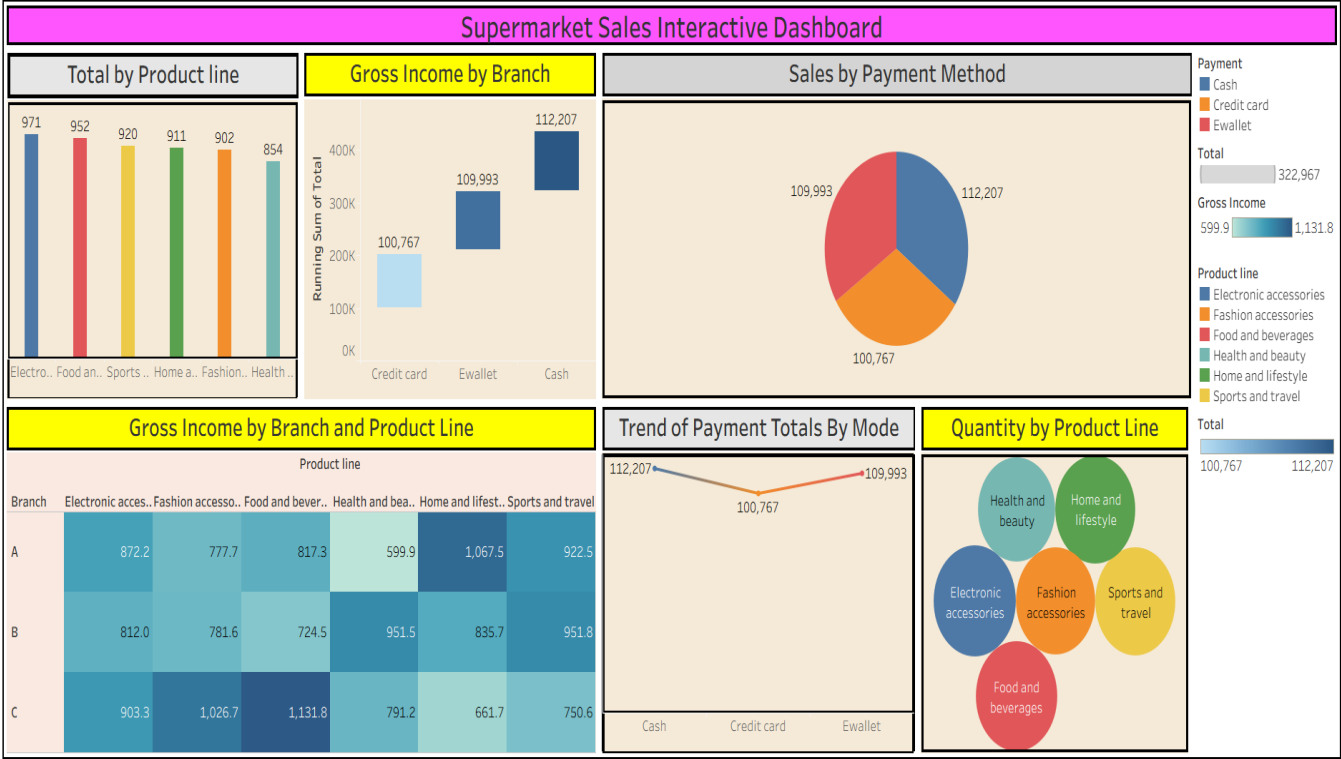 Supermarket Sales Interactive Dashboard
Total by Product line
971
952
920
911
902
854
Electro..
Food an..
Sports ..
Home a..
Fashion..
Health ..
Gross Income by Branch
Running Sum of Total
400K
300K
200K
100K
0K
100,767
109,993
112,207
Credit card
Ewallet
Cash
Sales by Payment Method
109,993
112,207
100,767
Payment
Cash
Credit card
Ewallet
Total
322,967
Gross Income
599.9
1,131.8
Product line
Electronic accessories
Fashion accessories
Food and beverages
Health and beauty
Home and lifestyle
Sports and travel
Total
100,767
112,207
Gross Income by Branch and Product Line
Product line
Branch Electronic acces.. Fashion accesso.. Food and bever.. Health and bea.. Home and lifest.. Sports and travel
A 872.2 777.7 817.3 599.9 1,067.5 922.5
B 812.0 781.6 724.5 951.5 835.7 951.8
C 903.3 1,026.7 1,131.8 791.2 661.7 750.6
Trend of Payment Totals By Mode
112,207
100,767
109,993
Cash
Credit card
Ewallet
Quantity by Product Line
Health and
beauty
Home and
lifestyle
Electronic
accessories
Fashion
accessories
Sports and
travel
Food and
beverages